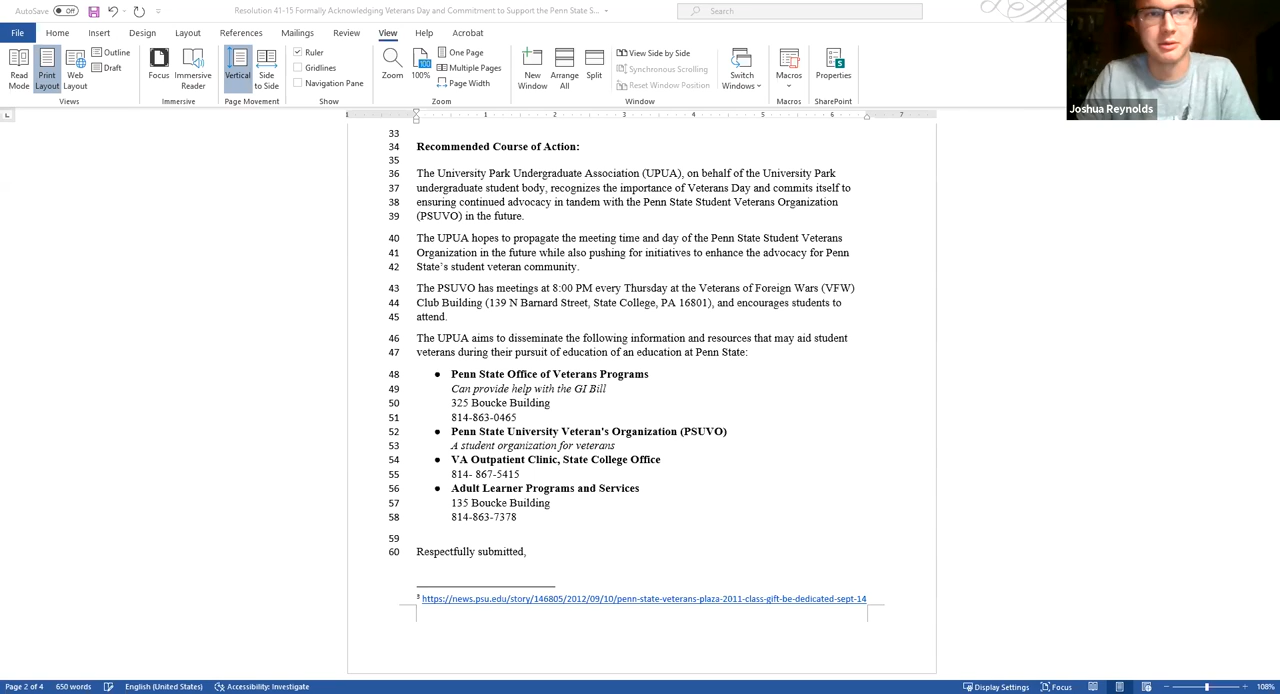 AutoSave Off Resolution 41-15 Formally Acknowledging Veterans Day and Commitment to Support the Penn State S... Search
File Home Insert Design Layout References Mailings Review View Help Acrobat
Read Mode
Print Layout
Web Layout
Outline
Draft
Views
Focus
Immersive Reader
Immersive
Vertical
Side to Side
Page Movement
Ruler
Gridlines
Navigation Pane
Show
Zoom
100
100%
One Page
Multiple Pages
Page Width
Zoom
New Window
Arrange All
Split
View Side by Side
Synchronous Scrolling
Reset Window Position
Window
Switch Windows
Macros
Macros
Properties
SharePoint
Joshua Reynolds
1 1 2 3 4 5 6 7
33
34 Recommended Course of Action:
35
36 The University Park Undergraduate Association (UPUA), on behalf of the University Park
37 undergraduate student body, recognizes the importance of Veterans Day and commits itself to
38 ensuring continued advocacy in tandem with the Penn State Student Veterans Organization
39 (PSUVO) in the future.
40 The UPUA hopes to propagate the meeting time and day of the Penn State Student Veterans
41 Organization in the future while also pushing for initiatives to enhance the advocacy for Penn
42 State's student veteran community.
43 The PSUVO has meetings at 8:00 PM every Thursday at the Veterans of Foreign Wars (VFW)
44 Club Building (139 N Barnard Street, State College, PA 16801), and encourages students to
45 attend.
46 The UPUA aims to disseminate the following information and resources that may aid student
47 veterans during their pursuit of education of an education at Penn State:
48 ● Penn State Office of Veterans Programs
49 Can provide help with the GI Bill
50 325 Boucke Building
51 814-863-0465
52 ● Penn State University Veteran's Organization (PSUVO)
53 A student organization for veterans
54 ● VA Outpatient Clinic, State College Office
55 814- 867-5415
56 ● Adult Learner Programs and Services
57 135 Boucke Building
58 814-863-7378
59
60 Respectfully submitted,
3 https://news.psu.edu/story/146805/2012/09/10/penn-state-veterans-plaza-2011-class-gift-be-dedicated-sept-14
Page 2 of 4 650 words English (United States) Accessibility: Investigate Display Settings Focus 108%